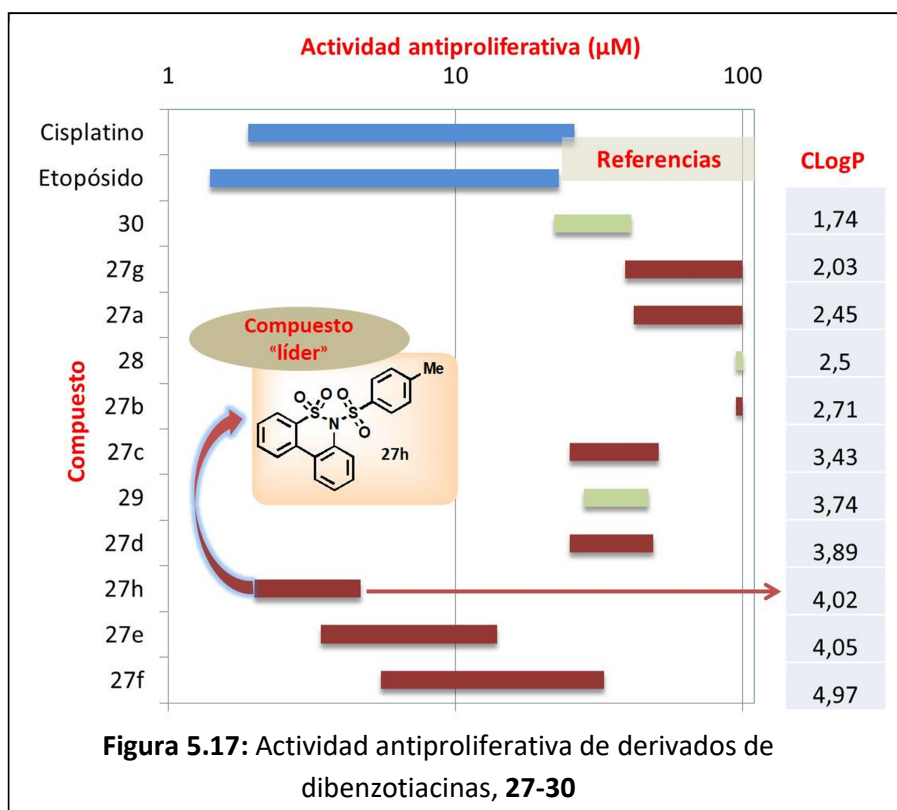 Actividad antiproliferativa (µM)
1 10 100
Cisplatino
Etopósido
Referencias
CLogP
30 1,74
27g 2,03
27a 2,45
Compuesto
«líder»
28 2,5
27b 2,71
27c 3,43
29 3,74
27d 3,89
27h 4,02
27e 4,05
27f 4,97
Compuesto
Me
O O O
S S
N O
27h
Figura 5.17: Actividad antiproliferativa de derivados de
dibenzotiacinas, 27-30